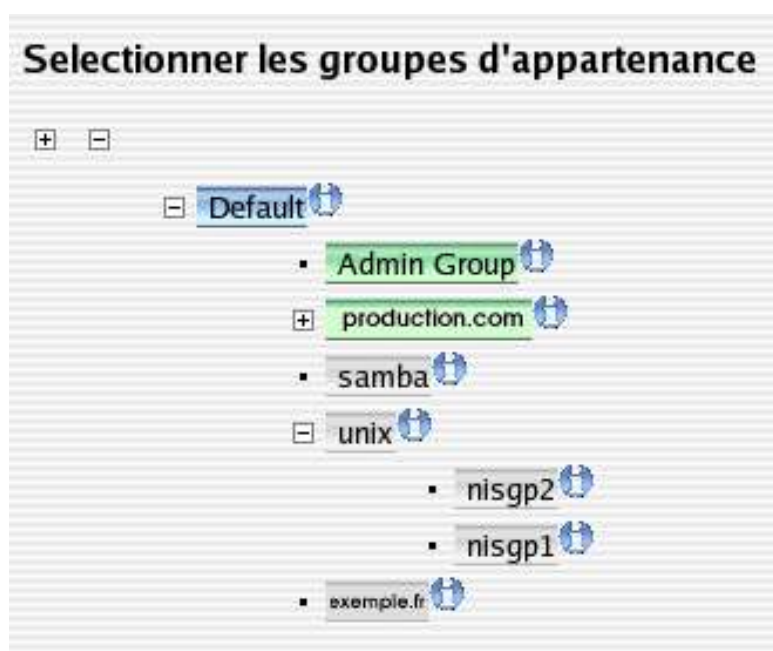 Selectionner les groupes d'appartenance
Default
Admin Group
production.com
samba
unix
nisgp2
nisgp1
exemple.fr